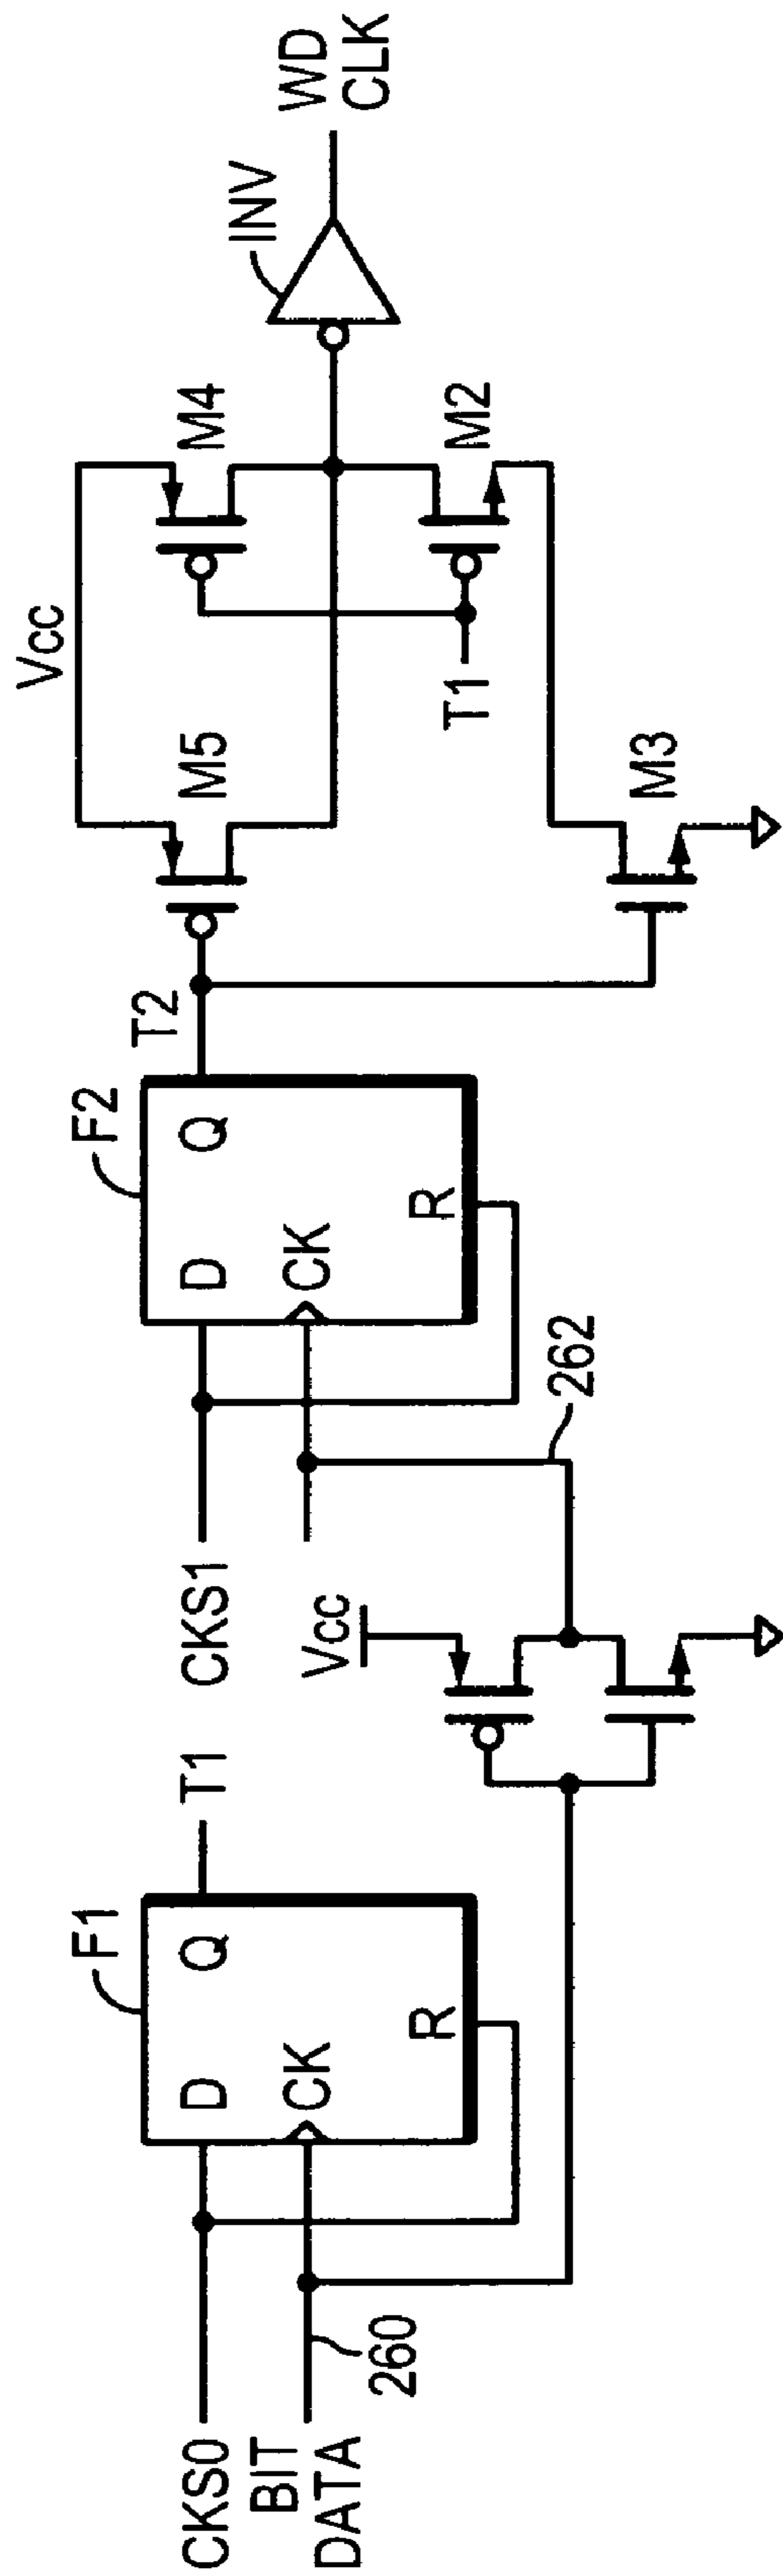 CKS0
BIT
DATA
260
F1
D
Q
CK
R
T1
CKS1
Vcc
262
F2
D
Q
CK
R
T2
Vcc
M5
M4
T1
M2
M3
INV
WD
CLK